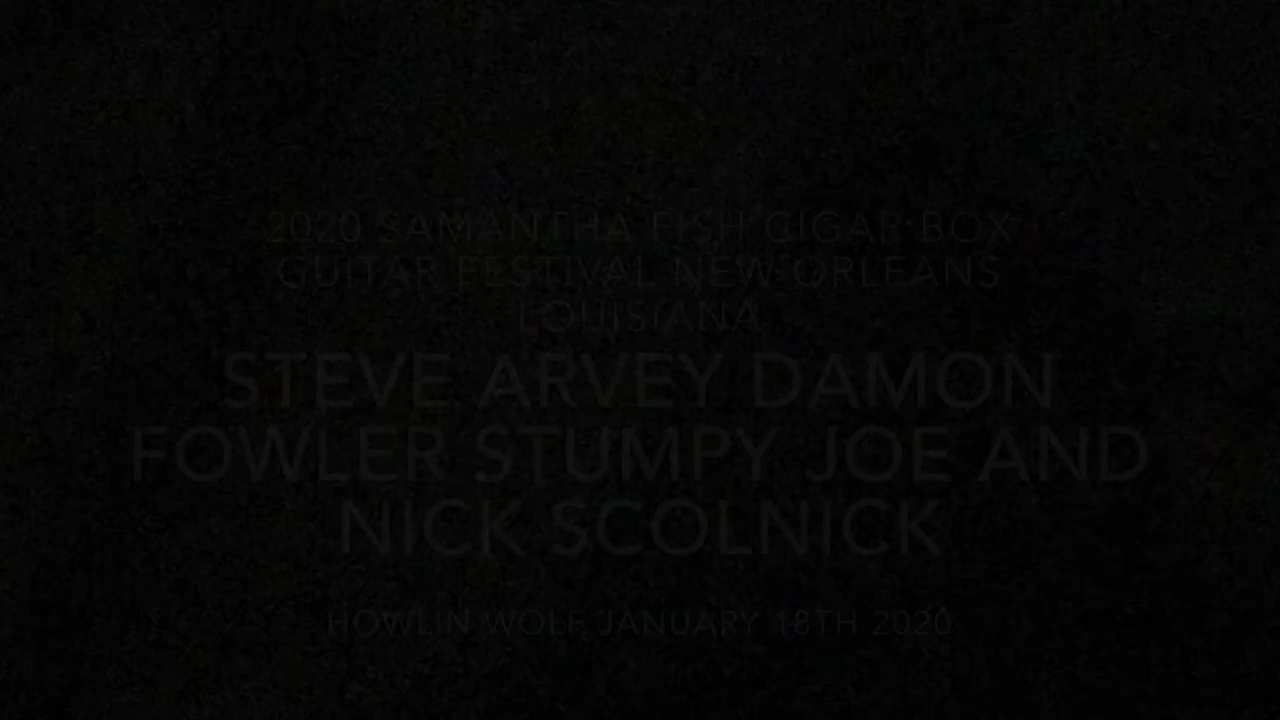 2020 SAMANTHA FISH CIGAR BOX
GUITAR FESTIVAL NEW ORLEANS
LOUISIANA
STEVE ARVEY DAMON
FOWLER STUMPY JOE AND
NICK SCOLNICK
HOWLIN WOLF JANUARY 18TH 2020